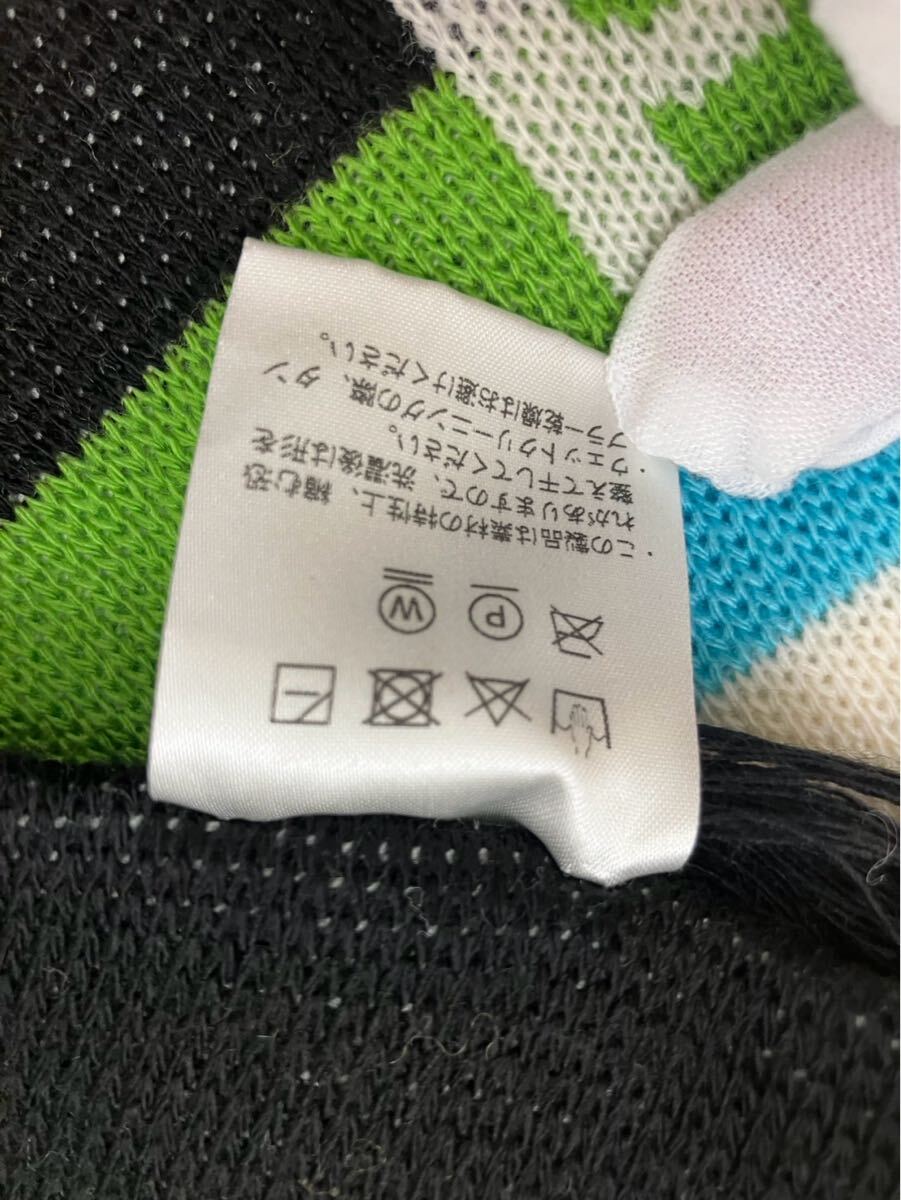 P
W
・この製品は素材の特性上、縮む恐
れがありますので、洗濯後は形を
整えて干してください。
・ウェットクリーニングの際、タン
ブラー乾燥はお避けください。